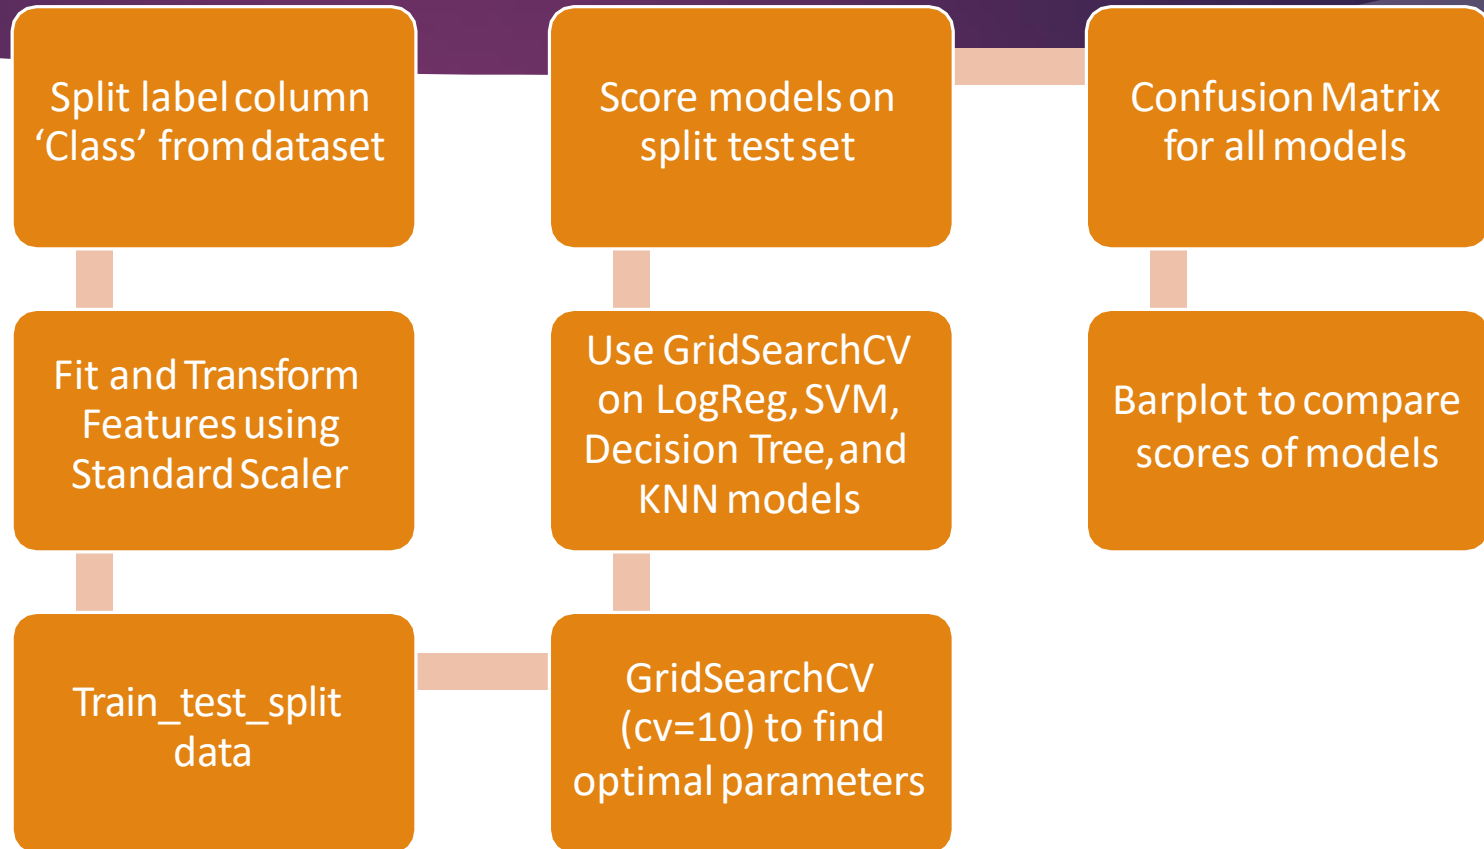 Split label column
‘Class’ from dataset
Fit and Transform
Features using
Standard Scaler
Train_test_split
data
GridSearchCV
(cv=10) to find
optimal parameters
Use GridSearchCV
on LogReg, SVM,
Decision Tree, and
KNN models
Score models on
split test set
Confusion Matrix
for all models
Barplot to compare
scores of models